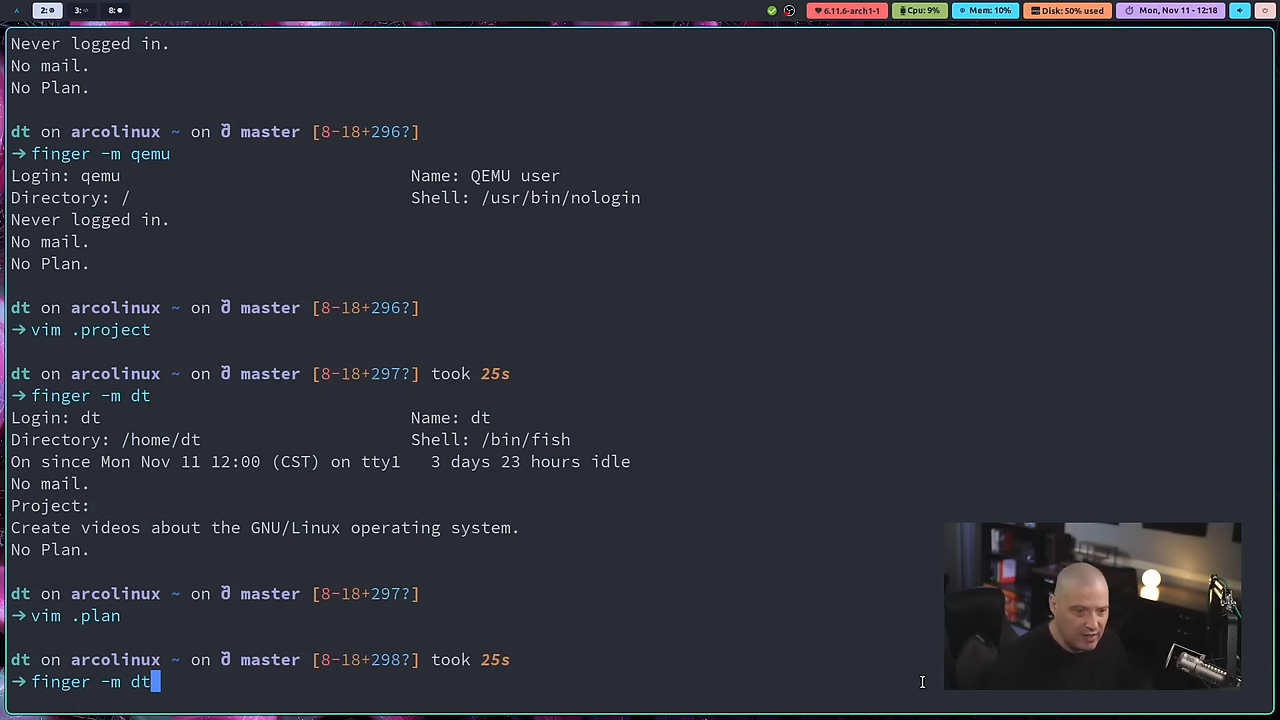 2:
3:
8:
6.11.6-arch1-1
Cpu: 9%
Mem: 10%
Disk: 50% used
Mon, Nov 11 - 12:18
Never logged in.
No mail.
No Plan.
dt on arcolinux ~ on master [8-18+296?]
➜ finger -m qemu
Login: qemu Name: QEMU user
Directory: / Shell: /usr/bin/nologin
Never logged in.
No mail.
No Plan.
dt on arcolinux ~ on master [8-18+296?]
➜ vim .project
dt on arcolinux ~ on master [8-18+297?] took 25s
➜ finger -m dt
Login: dt Name: dt
Directory: /home/dt Shell: /bin/fish
On since Mon Nov 11 12:00 (CST) on tty1 3 days 23 hours idle
No mail.
Project:
Create videos about the GNU/Linux operating system.
No Plan.
dt on arcolinux ~ on master [8-18+297?]
➜ vim .plan
dt on arcolinux ~ on master [8-18+298?] took 25s
➜ finger -m dt